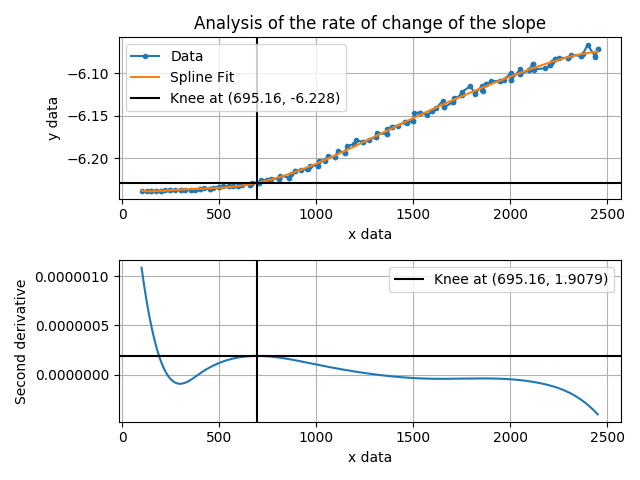 Analysis of the rate of change of the slope
Data
Spline Fit
Knee at (695.16, -6.228)
y data
−6.10
−6.15
−6.20
0 500 1000 1500 2000 2500
x data
Knee at (695.16, 1.9079)
Second derivative
0.0000010
0.0000005
0.0000000
0 500 1000 1500 2000 2500
x data